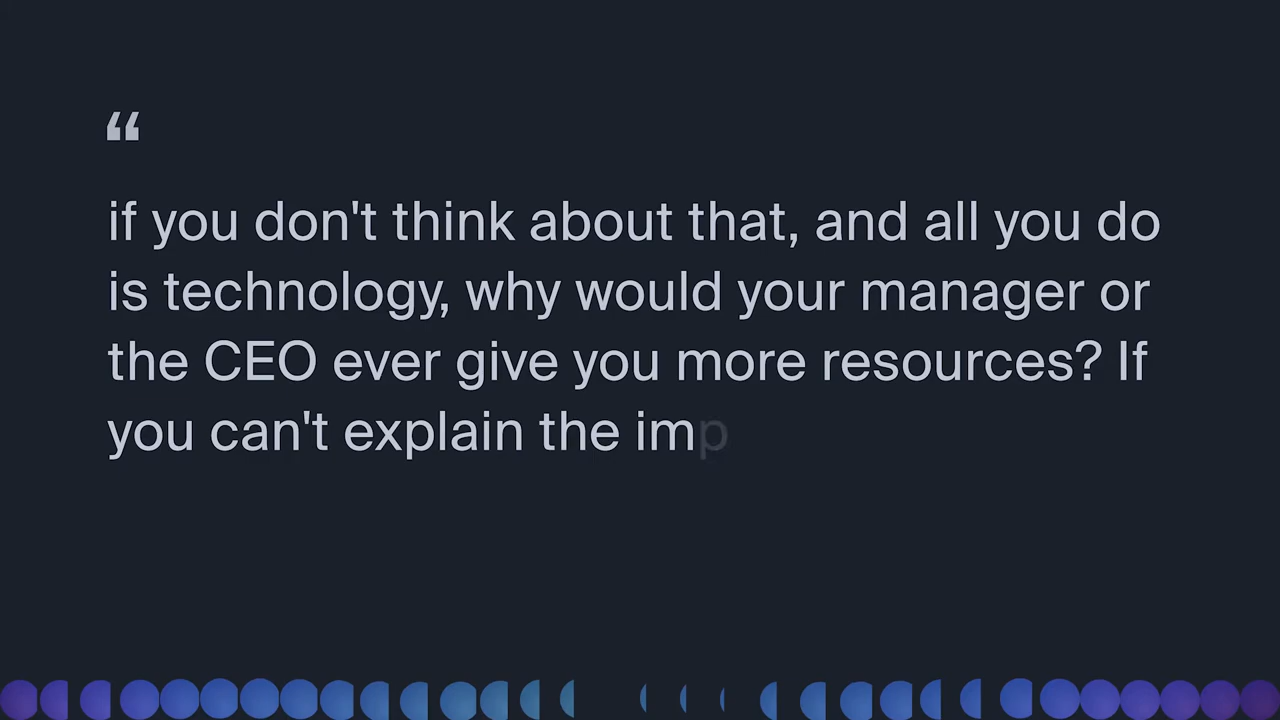 “
if you don't think about that, and all you do
is technology, why would your manager or
the CEO ever give you more resources? If
you can't explain the imp